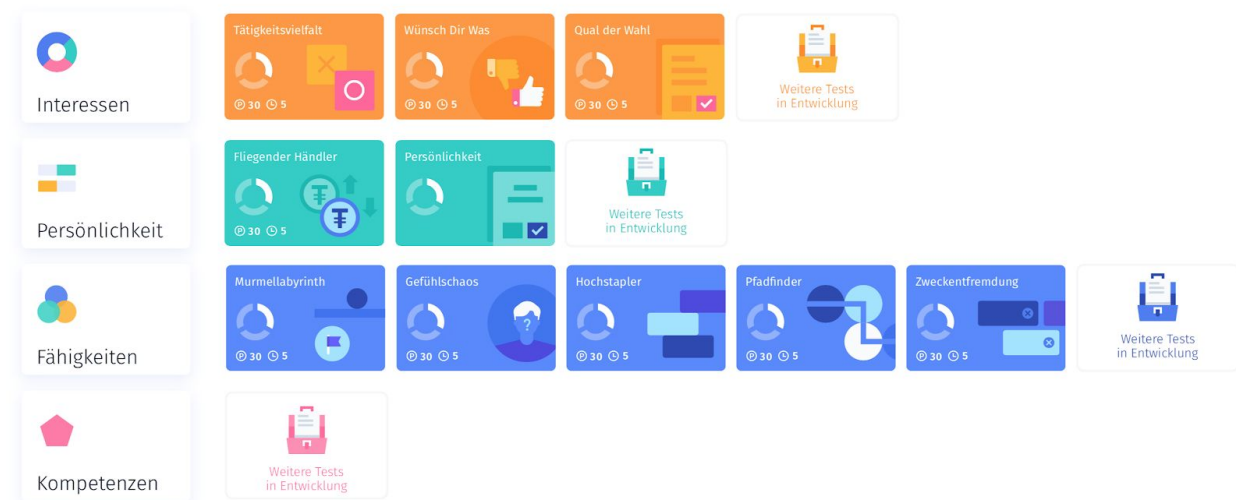 Interessen
Tätigkeitsvielfalt
Ⓟ 30 5
Wünsch Dir Was
Ⓟ 30 5
Qual der Wahl
Ⓟ 30 5
Weitere Tests
in Entwicklung
Persönlichkeit
Fliegender Händler
Ⓟ 30 5
Persönlichkeit
Weitere Tests
in Entwicklung
Fähigkeiten
Murmellabyrinth
Ⓟ 30 5
Gefühlschaos
?
Ⓟ 30 5
Hochstapler
Ⓟ 30 5
Pfadfinder
Ⓟ 30 5
Zweckentfremdung
Ⓟ 30 5
Weitere Tests
in Entwicklung
Kompetenzen
Weitere Tests
in Entwicklung